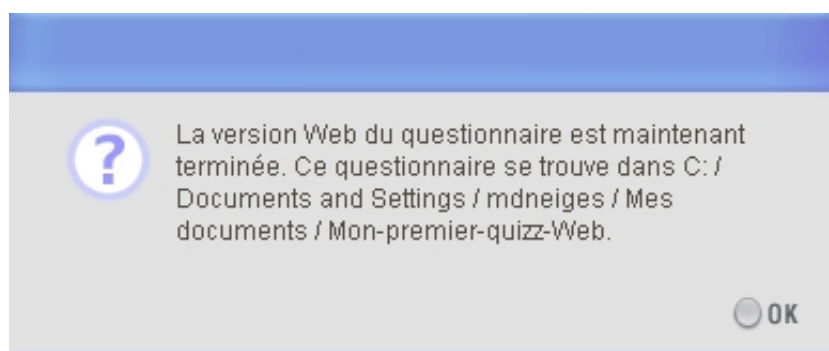 ?
La version Web du questionnaire est maintenant
terminée. Ce questionnaire se trouve dans C: /
Documents and Settings / mdneiges / Mes
documents / Mon-premier-quizz-Web.
OK